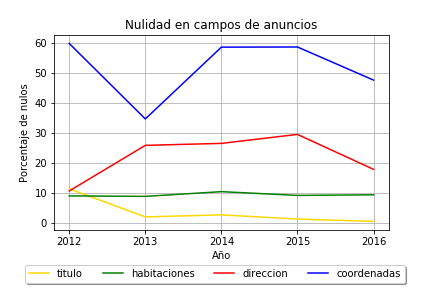 Nulidad en campos de anuncios
Porcentaje de nulos
60
50
40
30
20
10
0
2012 2013 2014 2015 2016
Año
titulo habitaciones direccion coordenadas